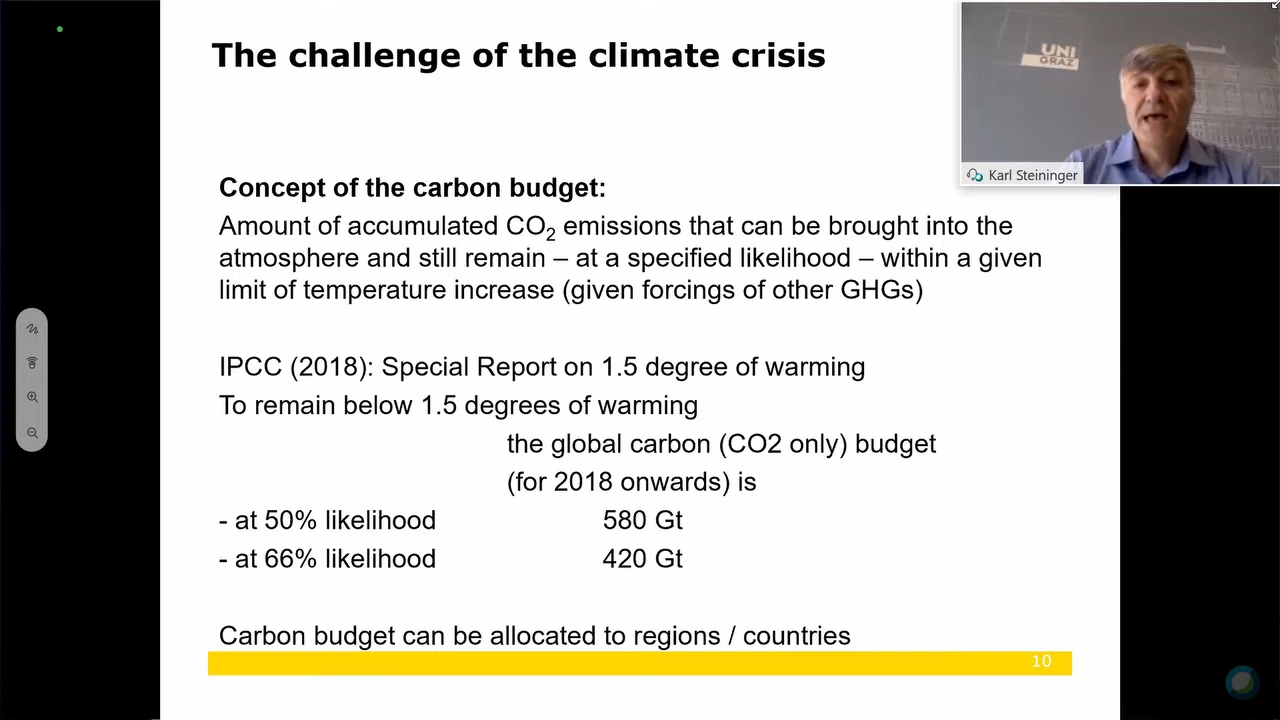 The challenge of the climate crisis
UNI
GRAZ
Karl Steininger
Concept of the carbon budget:
Amount of accumulated CO₂ emissions that can be brought into the
atmosphere and still remain – at a specified likelihood – within a given
limit of temperature increase (given forcings of other GHGs)
IPCC (2018): Special Report on 1.5 degree of warming
To remain below 1.5 degrees of warming
the global carbon (CO2 only) budget
(for 2018 onwards) is
- at 50% likelihood 580 Gt
- at 66% likelihood 420 Gt
Carbon budget can be allocated to regions / countries
10